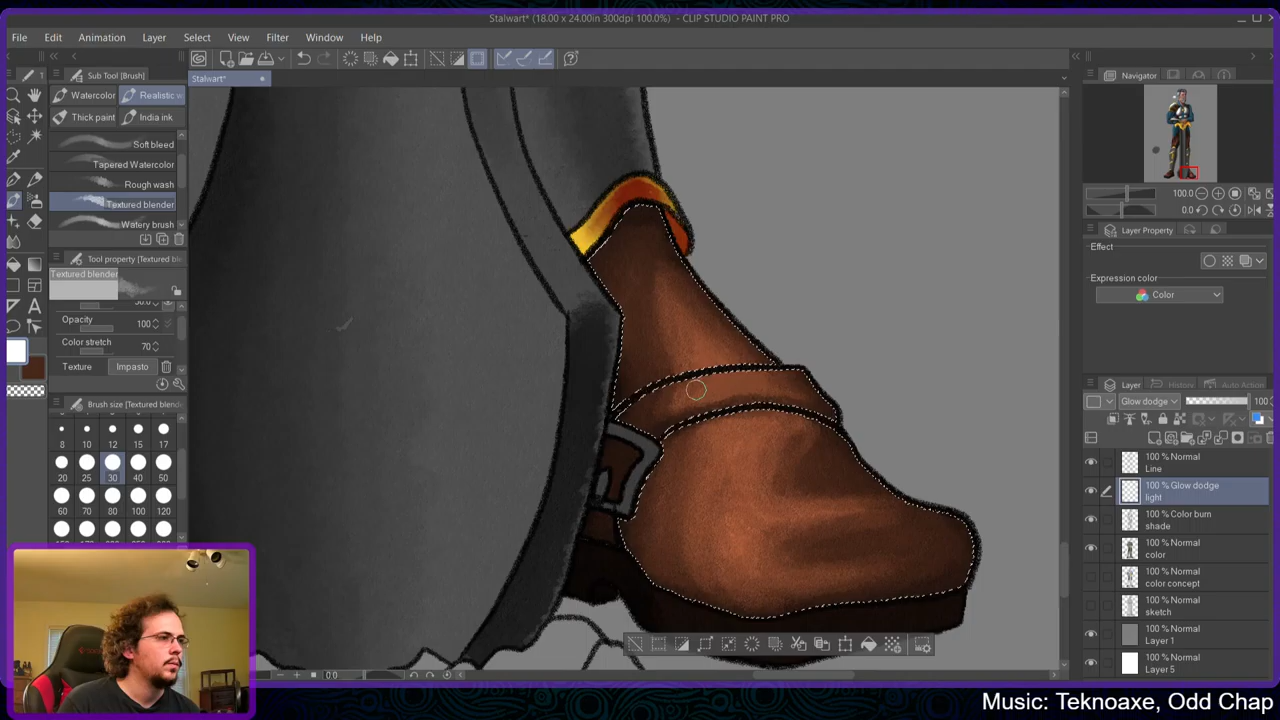 Stalwart* (18.00 x 24.00in 300dpi 100.0%) - CLIP STUDIO PAINT PRO
File Edit Animation Layer Select View Filter Window Help
Sub Tool [Brush]
Stalwart*
Navigator
Watercolor Realistic w
Thick paint India ink
Soft bleed
Tapered Watercolor
Rough wash
Textured blender
Watery brush
100.0
0.0
Layer Property
Effect
Expression color
Color
Tool property [Textured ble
Textured blender
Opacity 100
Color stretch 70
Texture Impasto
Brush size [Textured blend
8 10 12 15 17
20 25 30 40 50
60 70 80 100 120
Layer History Auto Action
Glow dodge 100
100 % Normal
Line
100 % Glow dodge
light
100 % Color burn
shade
100 % Normal
color
100 % Normal
color concept
100 % Normal
sketch
100 % Normal
Layer 1
100 % Normal
Layer 5
Music: Teknoaxe, Odd Chap